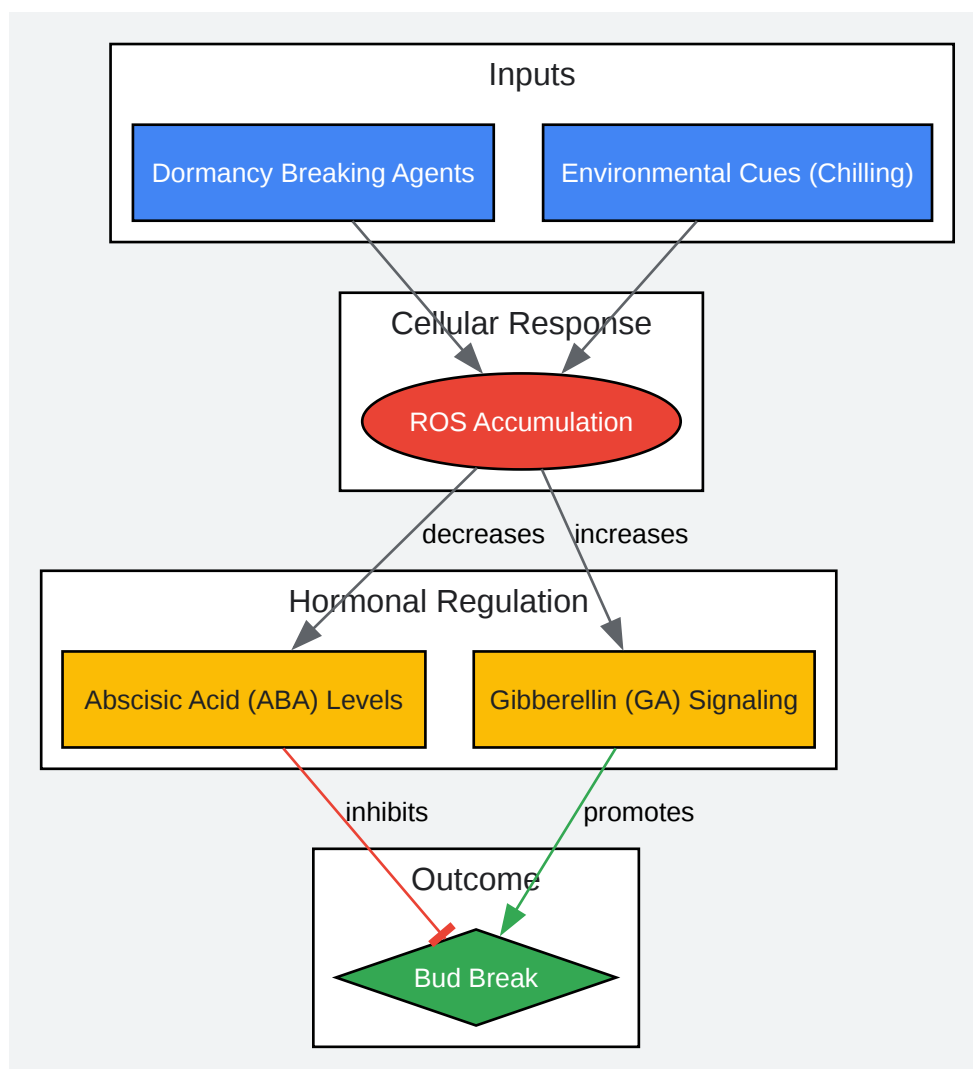 Inputs
Dormancy Breaking Agents
Environmental Cues (Chilling)
Cellular Response
ROS Accumulation
decreases
increases
Hormonal Regulation
Abscisic Acid (ABA) Levels
Gibberellin (GA) Signaling
inhibits
promotes
Outcome
Bud Break